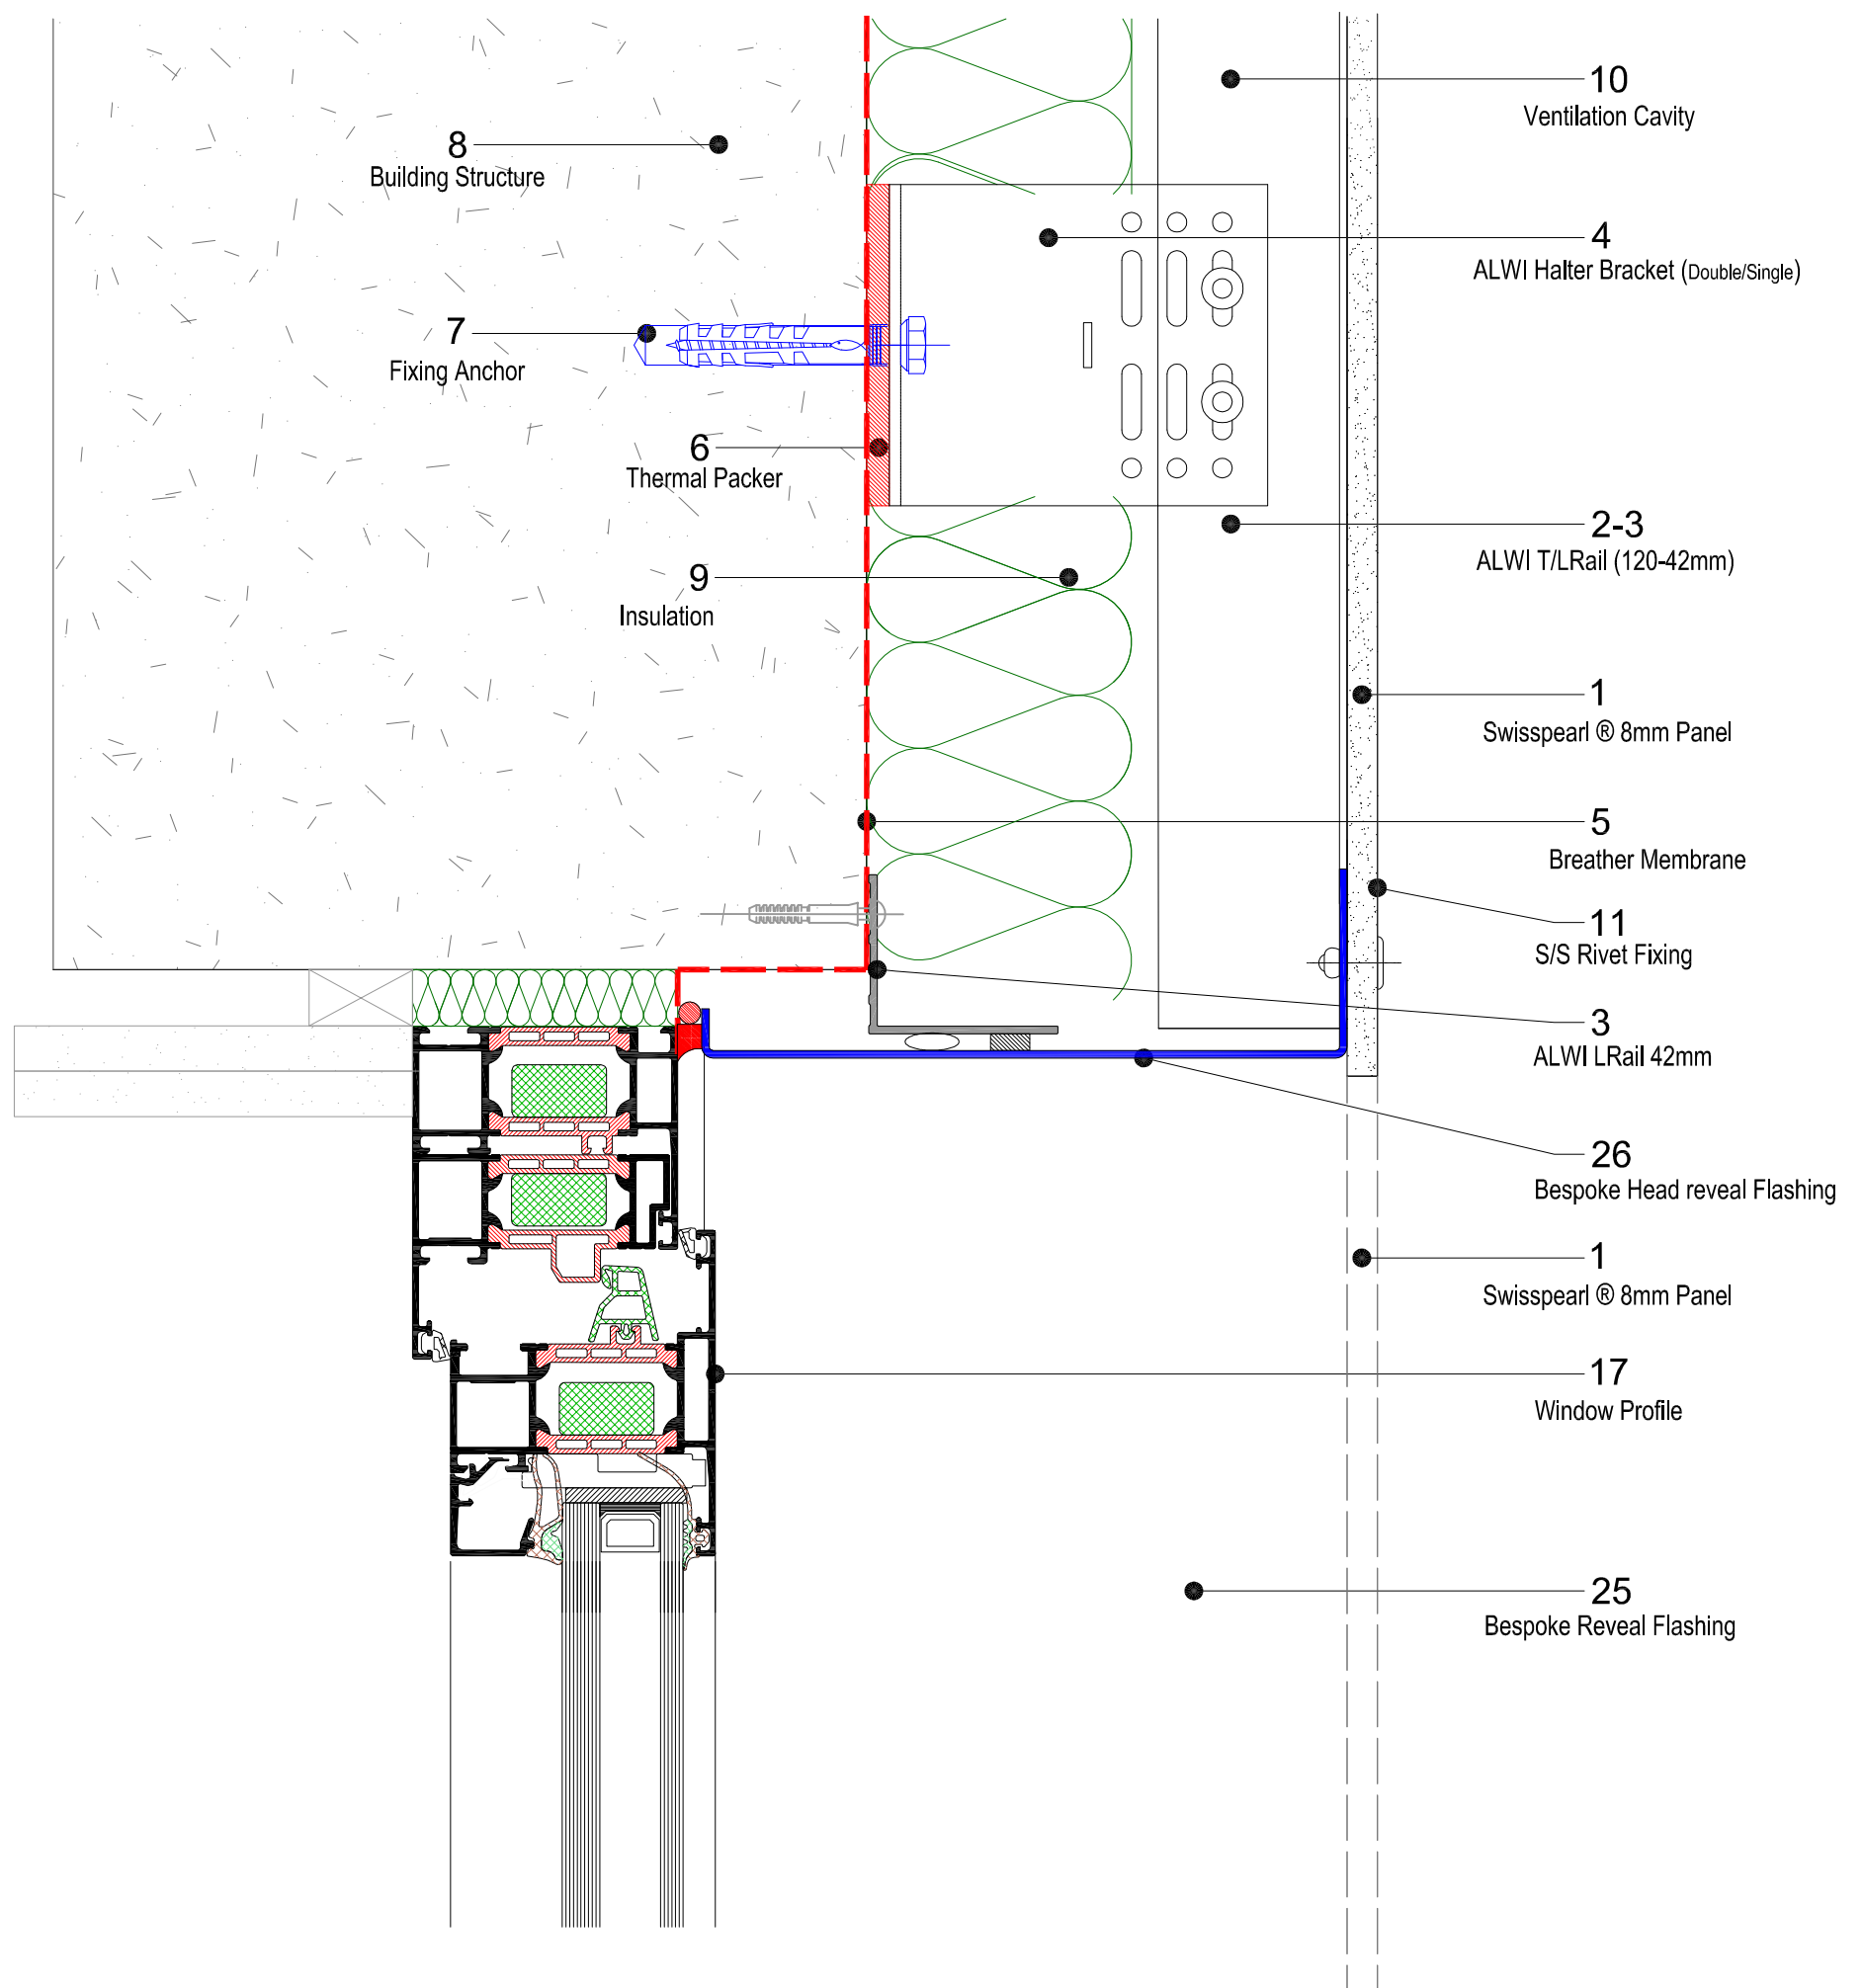 10
Ventilation Cavity
8
Building Structure
4
ALWI Halter Bracket (Double/Single)
7
Fixing Anchor
6
Thermal Packer
2-3
ALWI T/LRail (120-42mm)
9
Insulation
1
Swisspearl ® 8mm Panel
5
Breather Membrane
11
S/S Rivet Fixing
3
ALWI LRail 42mm
26
Bespoke Head reveal Flashing
1
Swisspearl ® 8mm Panel
17
Window Profile
25
Bespoke Reveal Flashing